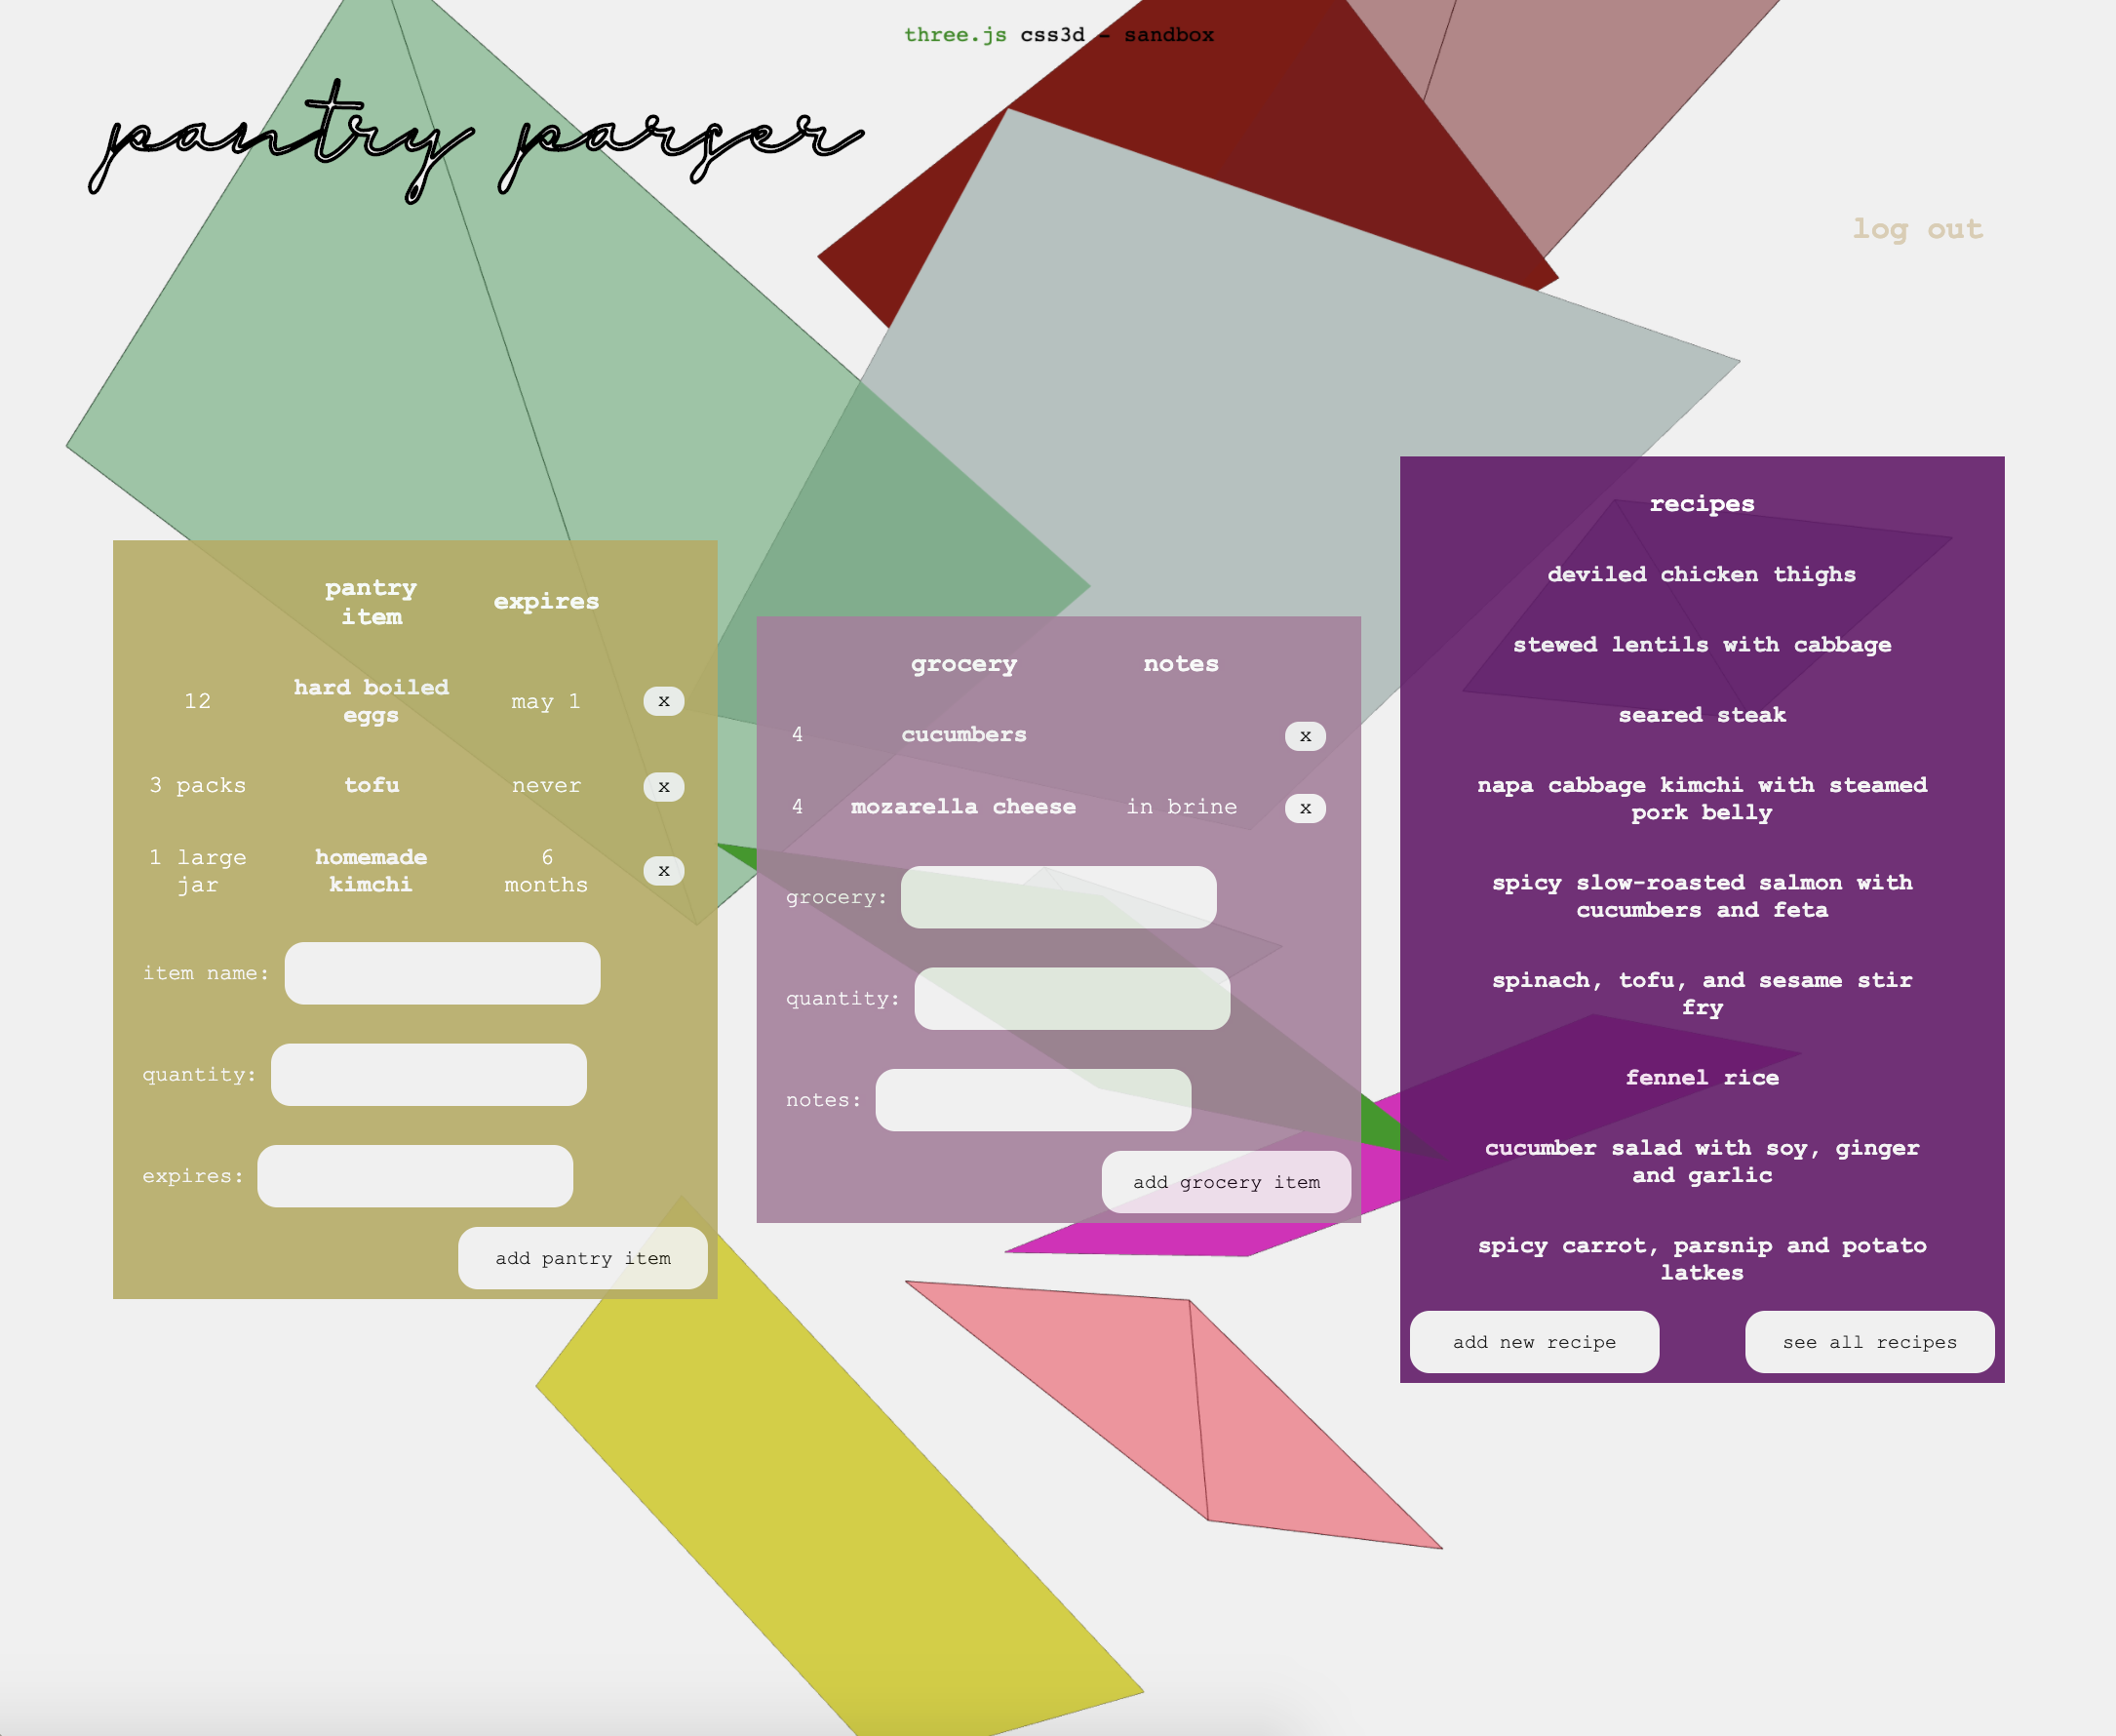 three.js css3d - sandbox
pantry parser
log out
pantry
item
expires
12
hard boiled
eggs
may 1
x
3 packs
tofu
never
x
1 large
jar
homemade
kimchi
6
months
x
item name:
quantity:
expires:
add pantry item
grocery
notes
4
cucumbers
x
4
mozarella cheese
in brine
x
grocery:
quantity:
notes:
add grocery item
recipes
deviled chicken thighs
stewed lentils with cabbage
seared steak
napa cabbage kimchi with steamed
pork belly
spicy slow-roasted salmon with
cucumbers and feta
spinach, tofu, and sesame stir
fry
fennel rice
cucumber salad with soy, ginger
and garlic
spicy carrot, parsnip and potato
latkes
add new recipe
see all recipes